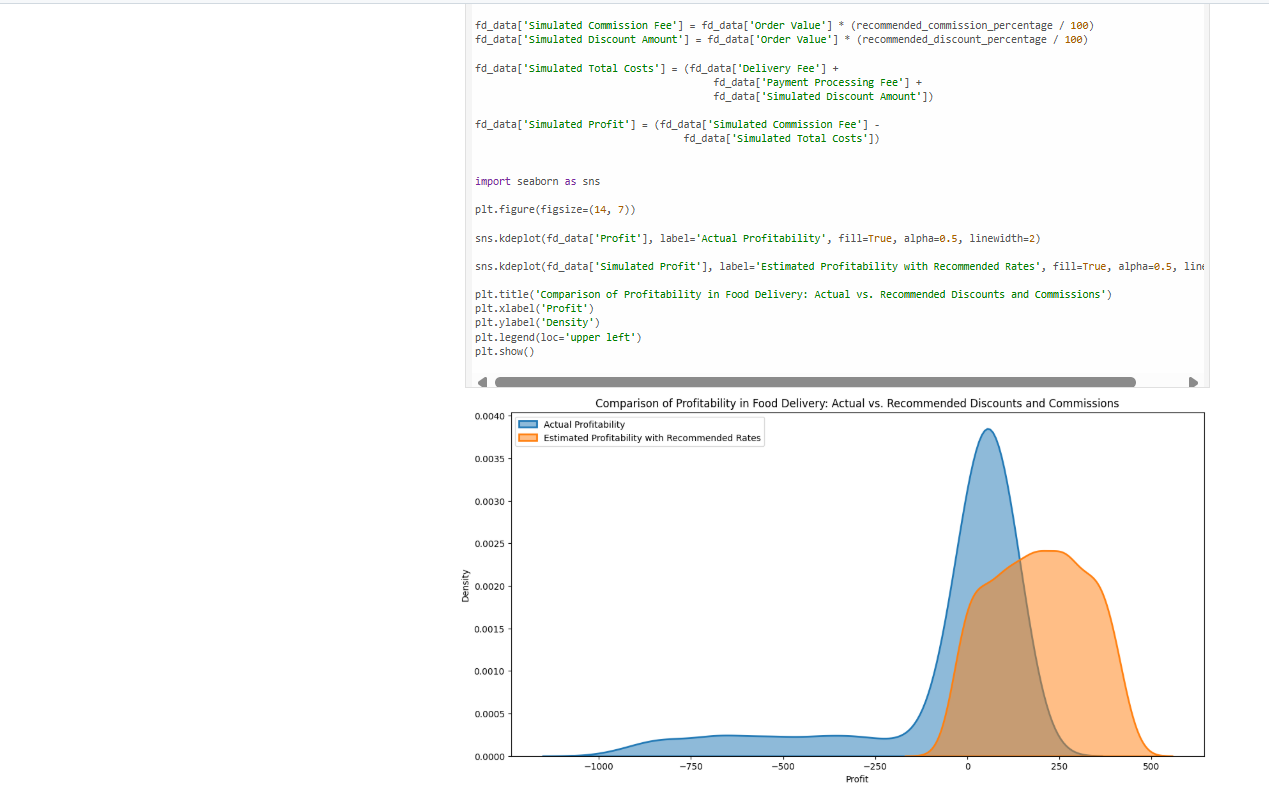 fd_data['Simulated Commission Fee'] = fd_data['Order Value'] * (recommended_commission_percentage / 100)
fd_data['Simulated Discount Amount'] = fd_data['Order Value'] * (recommended_discount_percentage / 100)
fd_data['Simulated Total Costs'] = (fd_data['Delivery Fee'] +
fd_data['Payment Processing Fee'] +
fd_data['Simulated Discount Amount'])
fd_data['Simulated Profit'] = (fd_data['Simulated Commission Fee'] -
fd_data['Simulated Total Costs'])
import seaborn as sns
plt.figure(figsize=(14, 7))
sns.kdeplot(fd_data['Profit'], label='Actual Profitability', fill=True, alpha=0.5, linewidth=2)
sns.kdeplot(fd_data['Simulated Profit'], label='Estimated Profitability with Recommended Rates', fill=True, alpha=0.5, line
plt.title('Comparison of Profitability in Food Delivery: Actual vs. Recommended Discounts and Commissions')
plt.xlabel('Profit')
plt.ylabel('Density')
plt.legend(loc='upper left')
plt.show()
Comparison of Profitability in Food Delivery: Actual vs. Recommended Discounts and Commissions
Actual Profitability
Estimated Profitability with Recommended Rates
0.0040
0.0035
0.0030
0.0025
0.0020
0.0015
0.0010
0.0005
0.0000
Density
−1000 −750 −500 −250 0 250 500
Profit